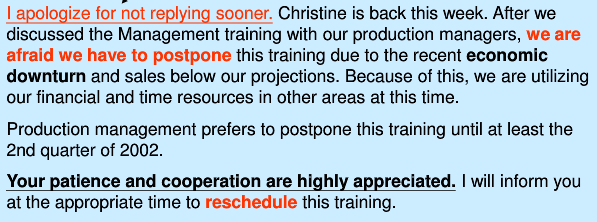 I apologize for not replying sooner. Christine is back this week. After we
discussed the Management training with our production managers, we are
afraid we have to postpone this training due to the recent economic
downturn and sales below our projections. Because of this, we are utilizing
our financial and time resources in other areas at this time.
Production management prefers to postpone this training until at least the
2nd quarter of 2002.
Your patience and cooperation are highly appreciated. I will inform you
at the appropriate time to reschedule this training.